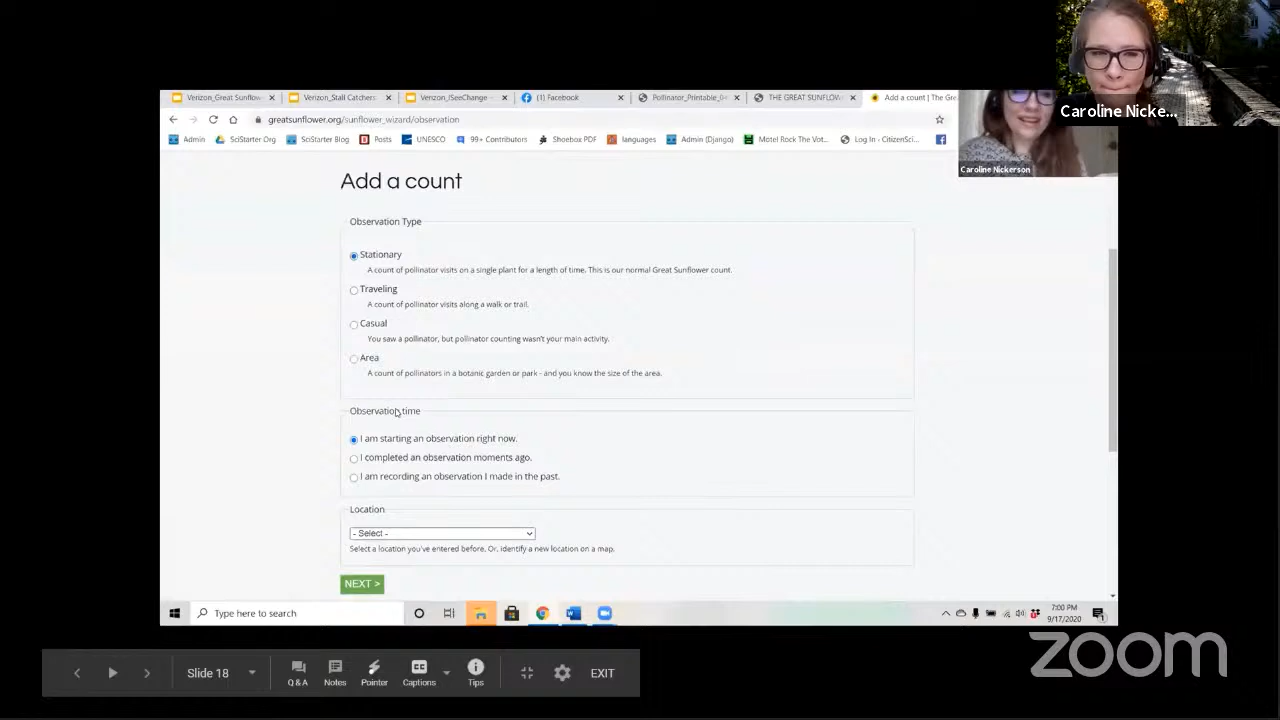 Caroline Nicke...
Verizon_Great Sunflow
Verizon_Stall Catchers
Verizon_ISeeChange -
(1) Facebook
Pollinator_Printable_0
THE GREAT SUNFLOW
Add a count | The Gre
greatsunflower.org/sunflower_wizard/observation
Admin
SciStarter Org
SciStarter Blog
Posts
UNESCO
99+ Contributors
Shoebox PDF
languages
Admin (Django)
Motel Rock The Vot...
Log In - CitizenSci...
Caroline Nickerson
Add a count
Observation Type
Stationary
A count of pollinator visits on a single plant for a length of time. This is our normal Great Sunflower count.
Traveling
A count of pollinator visits along a walk or trail.
Casual
You saw a pollinator, but pollinator counting wasn't your main activity.
Area
A count of pollinators in a botanic garden or park - and you know the size of the area.
Observation time
I am starting an observation right now.
I completed an observation moments ago.
I am recording an observation I made in the past.
Location
- Select -
Select a location you've entered before. Or, identify a new location on a map.
NEXT >
Type here to search
7:00 PM
9/17/2020
zoom
Slide 18
Q & A
Notes
Pointer
CC
Captions
Tips
EXIT